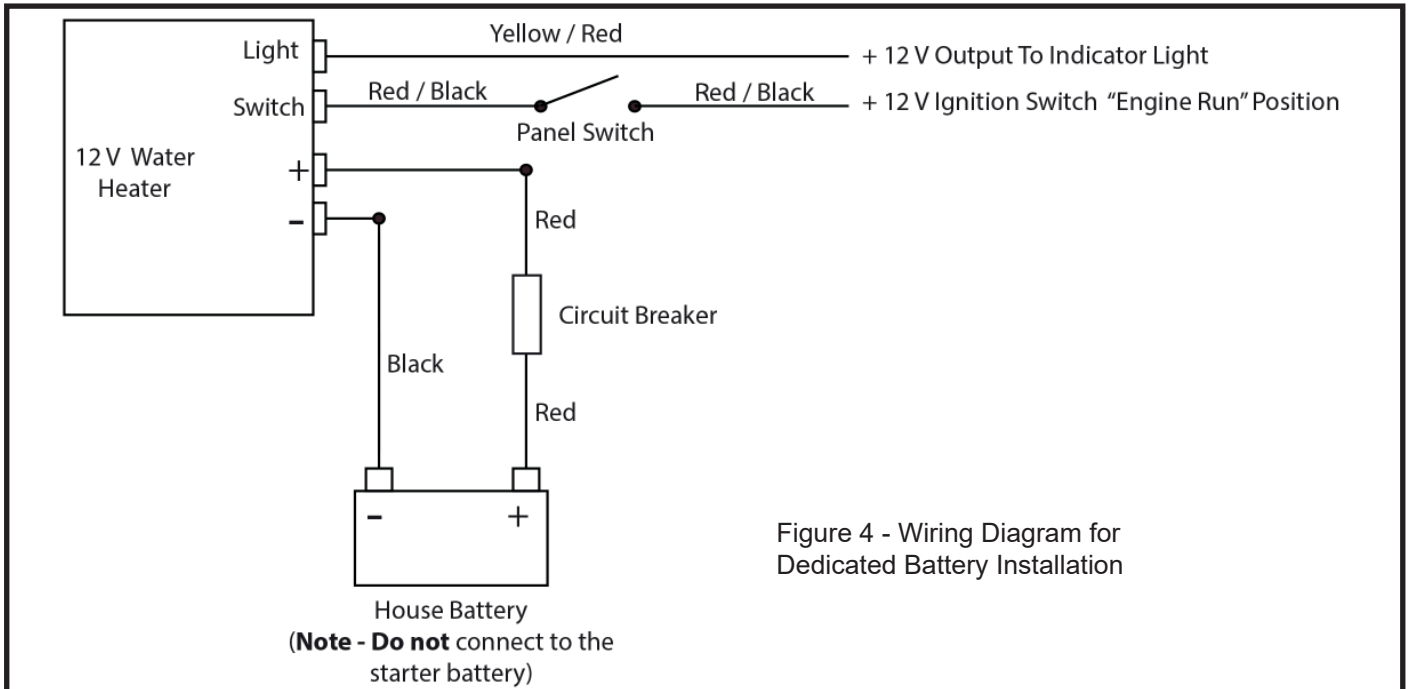 Yellow / Red
Light
+ 12 V Output To Indicator Light
Red / Black
Red / Black
Switch
+ 12 V Ignition Switch “Engine Run” Position
Panel Switch
12 V Water
Heater
+
-
Red
Circuit Breaker
Black
Red
- +
Figure 4 - Wiring Diagram for
Dedicated Battery Installation
House Battery
(Note - Do not connect to the
starter battery)